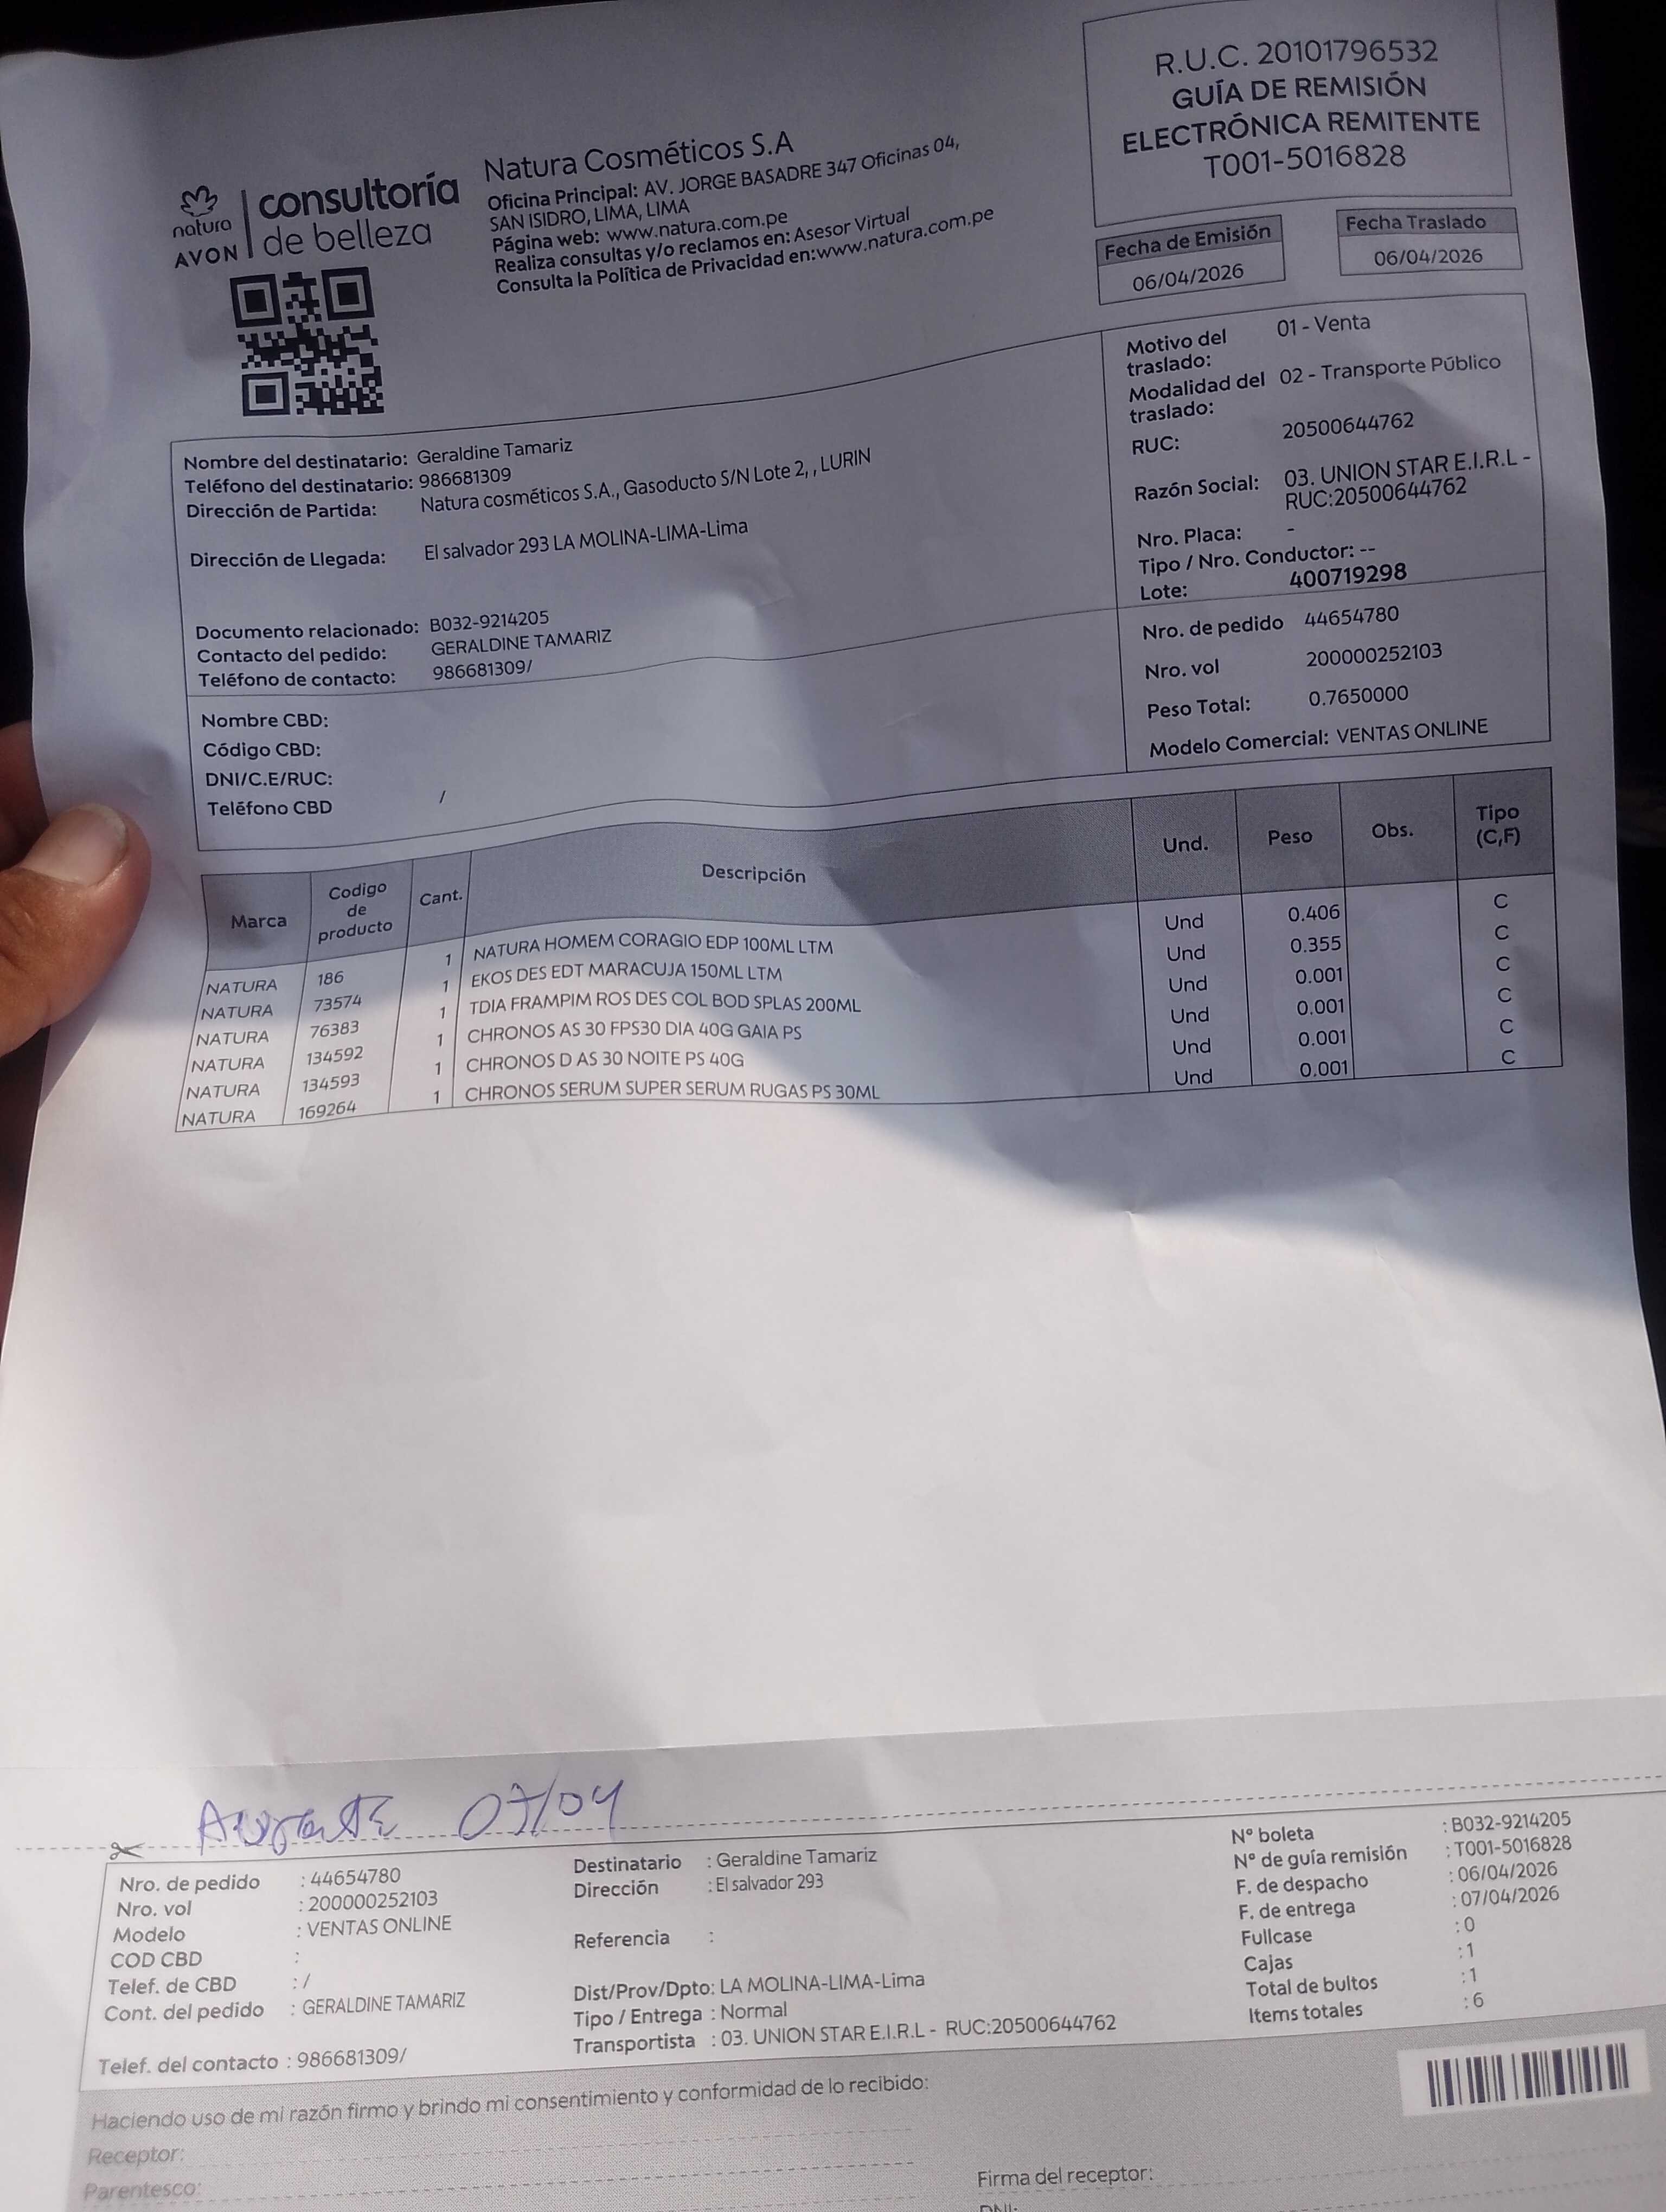 R.U.C. 20101796532
GUÍA DE REMISIÓN
ELECTRÓNICA REMITENTE
T001-5016828
natura
AVON
consultoría
de belleza
Natura Cosméticos S.A
Oficina Principal: AV. JORGE BASADRE 347 Oficinas 04,
SAN ISIDRO, LIMA, LIMA
Página web: www.natura.com.pe
Realiza consultas y/o reclamos en: Asesor Virtual
Consulta la Política de Privacidad en:www.natura.com.pe
Fecha de Emisión
06/04/2026
Fecha Traslado
06/04/2026
Nombre del destinatario: Geraldine Tamariz
Teléfono del destinatario: 986681309
Dirección de Partida: Natura cosméticos S.A., Gasoducto S/N Lote 2, , LURIN
Dirección de Llegada: El salvador 293 LA MOLINA-LIMA-Lima
Documento relacionado: B032-9214205
Contacto del pedido: GERALDINE TAMARIZ
Teléfono de contacto: 986681309/
Nombre CBD:
Código CBD:
DNI/C.E/RUC:
Teléfono CBD /
Motivo del traslado: 01 - Venta
Modalidad del traslado: 02 - Transporte Público
RUC: 20500644762
Razón Social: 03. UNION STAR E.I.R.L -
RUC:20500644762
Nro. Placa: -
Tipo / Nro. Conductor: --
Lote: 400719298
Nro. de pedido 44654780
Nro. vol 200000252103
Peso Total: 0.7650000
Modelo Comercial: VENTAS ONLINE
Marca Codigo de producto Cant. Descripción Und. Peso Obs. Tipo (C,F)
NATURA 186 1 NATURA HOMEM CORAGIO EDP 100ML LTM Und 0.406 C
NATURA 73574 1 EKOS DES EDT MARACUJA 150ML LTM Und 0.355 C
NATURA 76383 1 TDIA FRAMPIM ROS DES COL BOD SPLAS 200ML Und 0.001 C
NATURA 134592 1 CHRONOS AS 30 FPS30 DIA 40G GAIA PS Und 0.001 C
NATURA 134593 1 CHRONOS D AS 30 NOITE PS 40G Und 0.001 C
NATURA 169264 1 CHRONOS SERUM SUPER SERUM RUGAS PS 30ML Und 0.001 C
07/04
Nro. de pedido : 44654780
Nro. vol : 200000252103
Modelo : VENTAS ONLINE
COD CBD :
Telef. de CBD : /
Cont. del pedido : GERALDINE TAMARIZ
Telef. del contacto : 986681309/
Destinatario : Geraldine Tamariz
Dirección : El salvador 293
Referencia :
Dist/Prov/Dpto: LA MOLINA-LIMA-Lima
Tipo / Entrega : Normal
Transportista : 03. UNION STAR E.I.R.L - RUC:20500644762
N° boleta : B032-9214205
N° de guía remisión : T001-5016828
F. de despacho : 06/04/2026
F. de entrega : 07/04/2026
Fullcase : 0
Cajas : 1
Total de bultos : 1
Items totales : 6
Haciendo uso de mi razón firmo y brindo mi consentimiento y conformidad de lo recibido:
Receptor:
Parentesco:
Firma del receptor:
DNI: